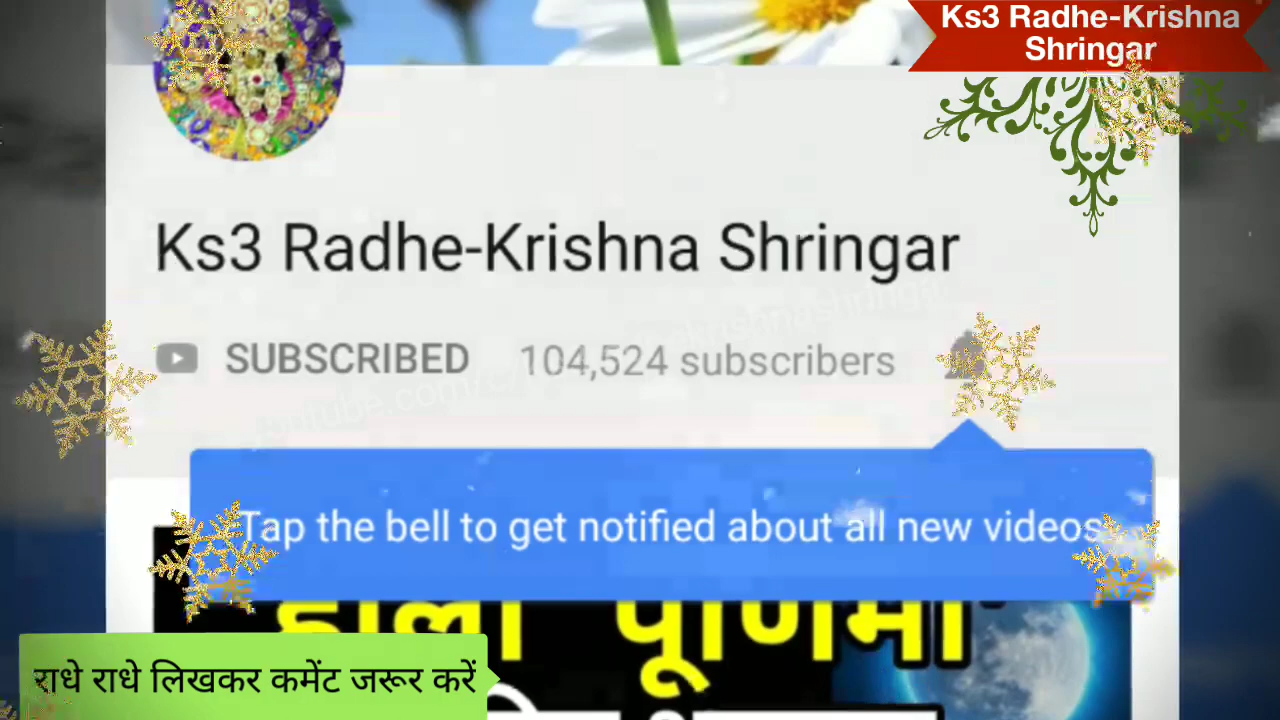 Ks3 Radhe-Krishna
Shringar
Ks3 Radhe-Krishna Shringar
SUBSCRIBED 104,524 subscribers
Tap the bell to get notified about all new videos
होली पूर्णिमा
राधे राधे लिखकर कमेंट जरूर करें